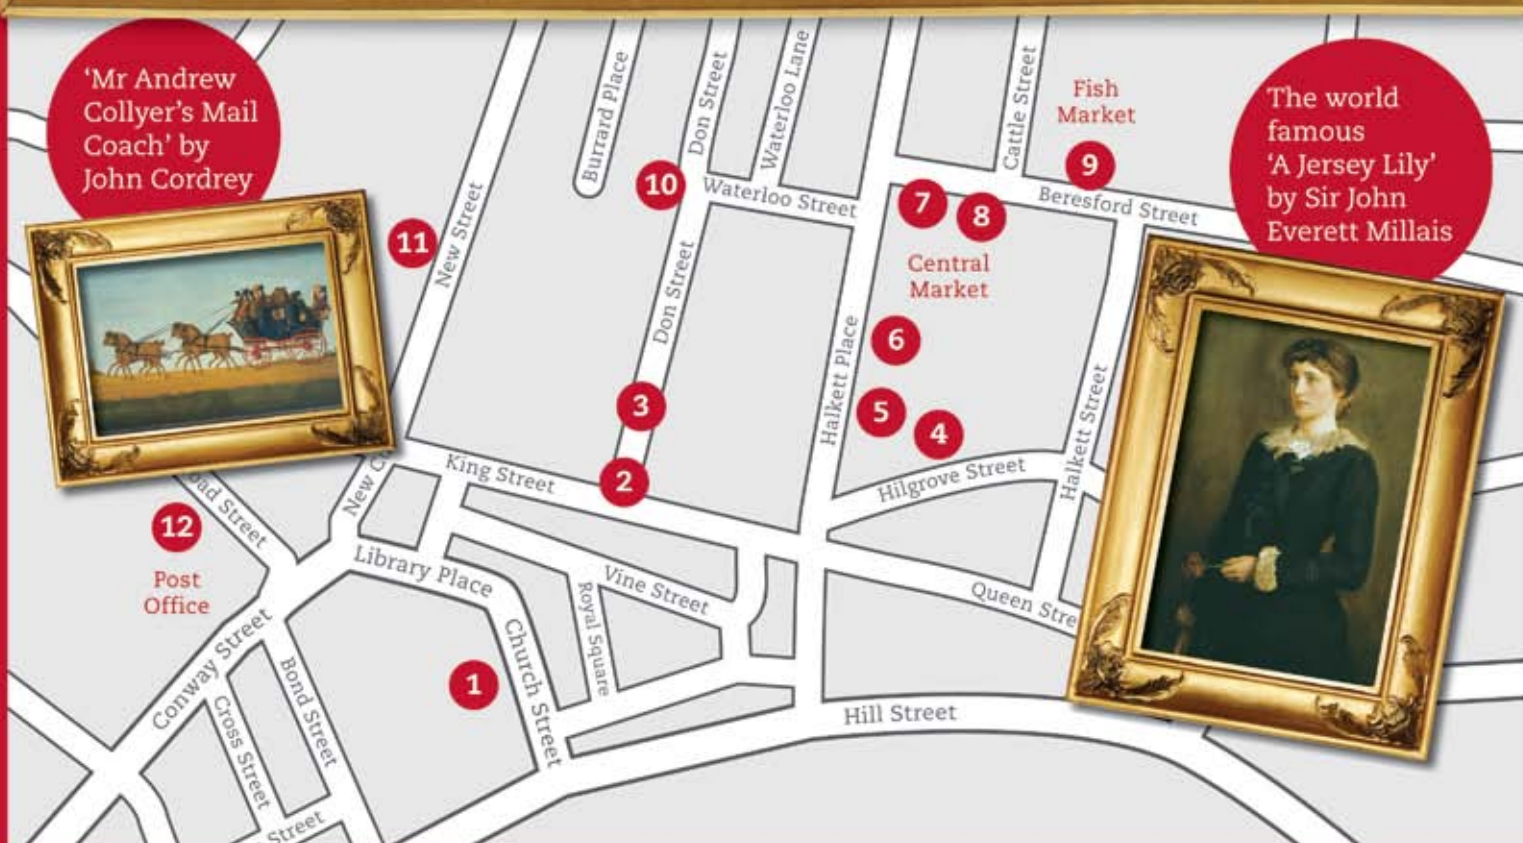 'Mr Andrew
Collyer's Mail
Coach' by
John Cordrey
The world
famous
'A Jersey Lily'
by Sir John
Everett Millais
Burrard Place
Don Street
Waterloo Lane
Cattle Street
Fish
Market
9
10
Waterloo Street
7
8
Beresford Street
11
New Street
Central
Market
Don Street
6
Halkett Place
3
5
4
Halkett Street
King Street
2
Hilgrove Street
New C
oad Street
12
Post
Office
Library Place
Vine Street
Royal Square
Queen Stre
Church Street
1
Conway Street
Bond Street
Cross Street
Hill Street
Street